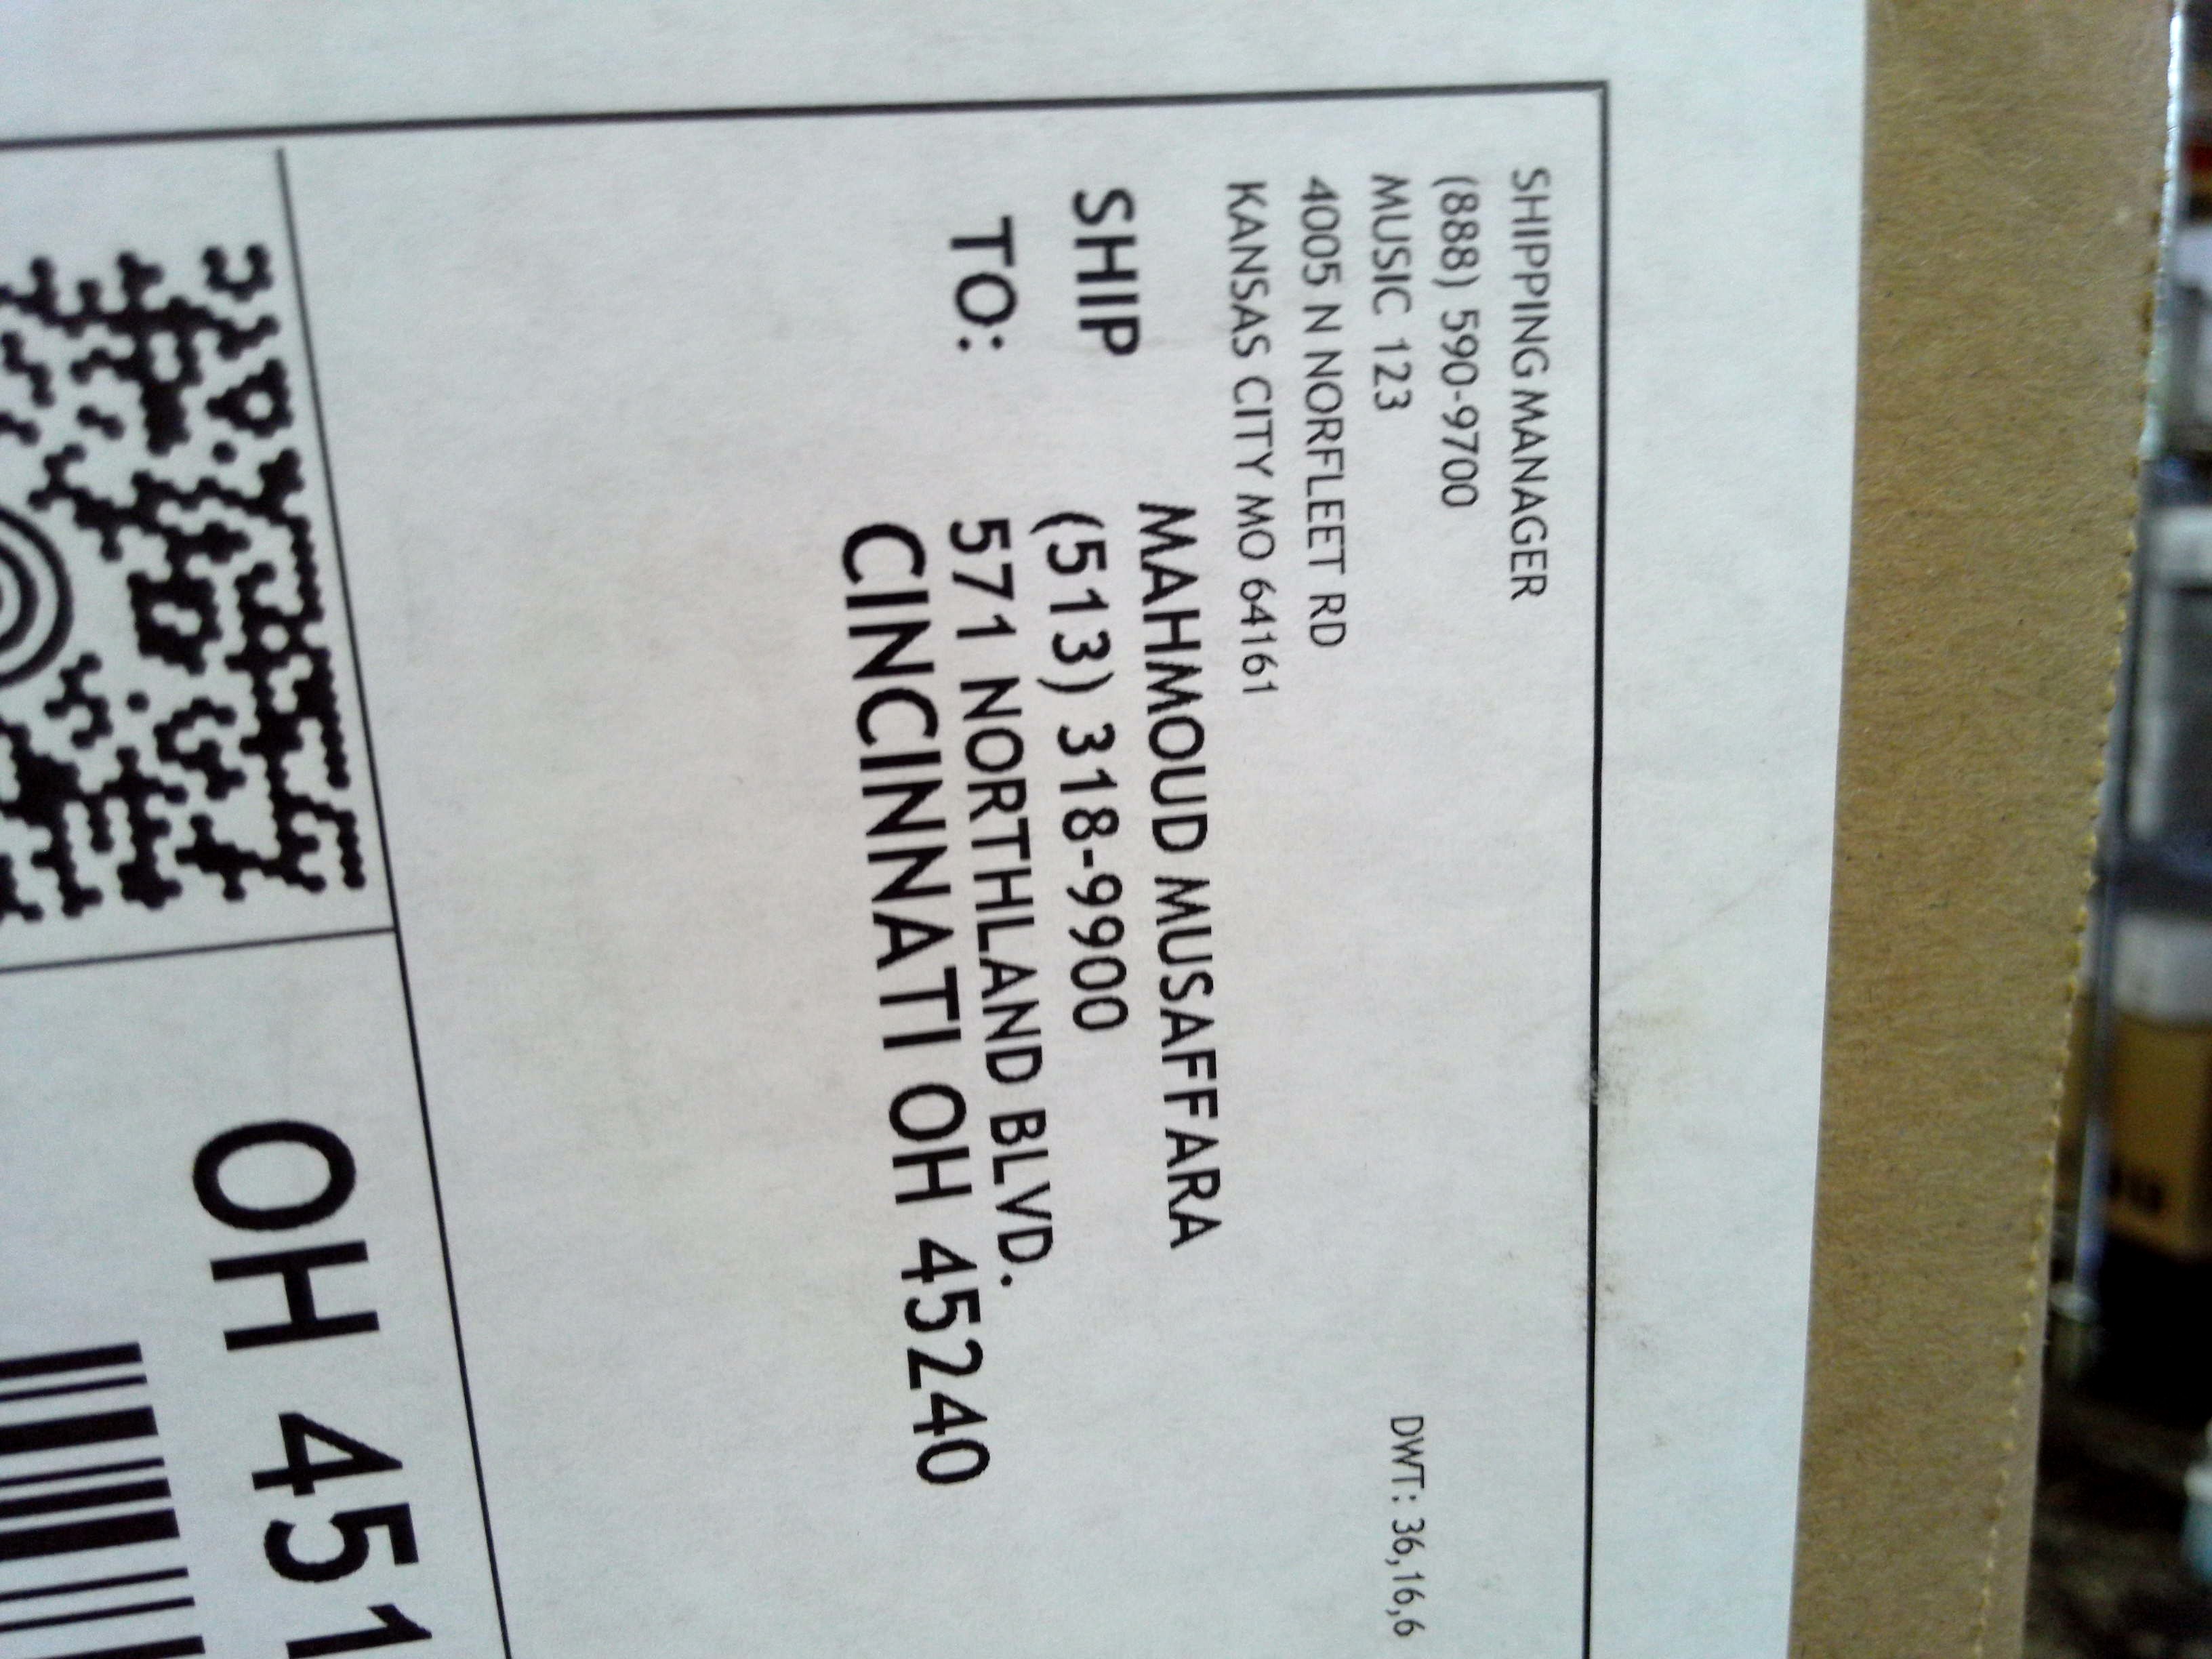 SHIPPING MANAGER
(888) 590-9700
MUSIC 123
4005 N NORFLEET RD
KANSAS CITY MO 64161
DWT: 36,16,6
SHIP TO:
MAHMOUD MUSAFFARA
(513) 318-9900
571 NORTHLAND BLVD.
CINCINNATI OH 45240
OH 451